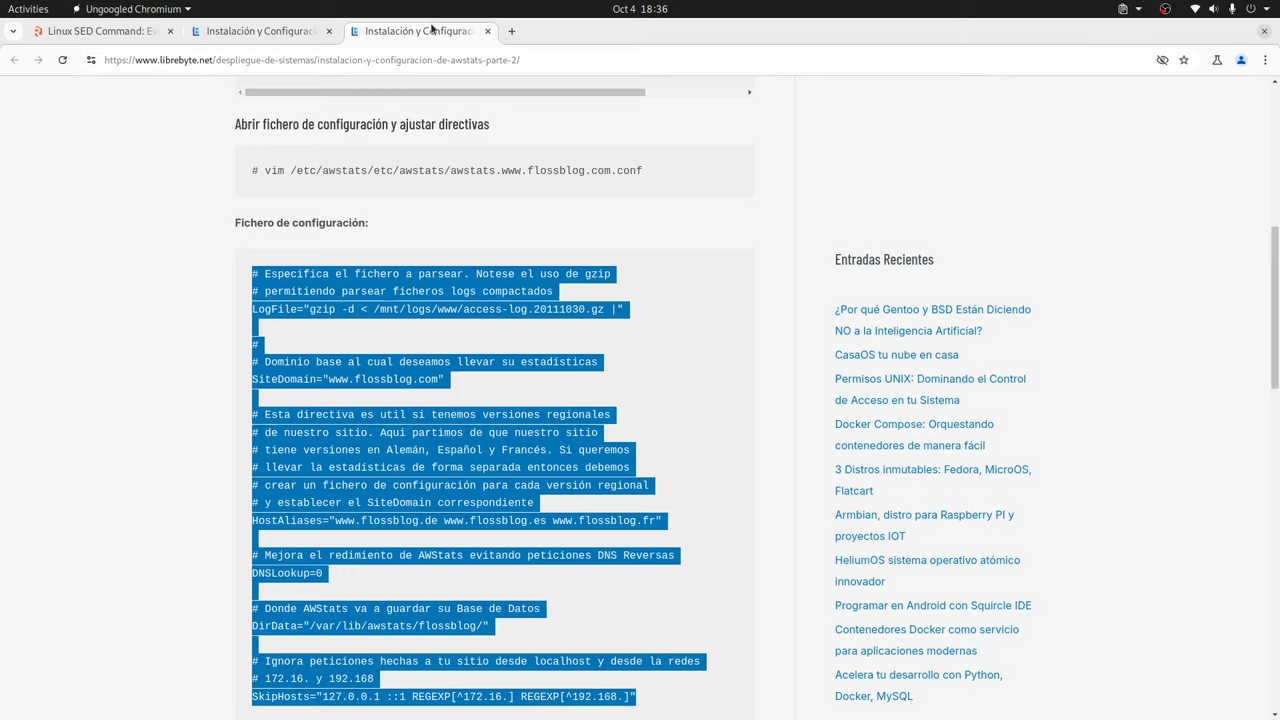 Activities
Ungoogled Chromium
Oct 4 18:36
Linux SED Command: Ev
Instalación y Configurac
Instalación y Configurac
https://www.librebyte.net/despliegue-de-sistemas/instalacion-y-configuracion-de-awstats-parte-2/
Abrir fichero de configuración y ajustar directivas
# vim /etc/awstats/etc/awstats/awstats.www.flossblog.com.conf
Fichero de configuración:
# Especifica el fichero a parsear. Notese el uso de gzip
# permitiendo parsear ficheros logs compactados
LogFile="gzip -d < /mnt/logs/www/access-log.20111030.gz |"
#
# Dominio base al cual deseamos llevar su estadísticas
SiteDomain="www.flossblog.com"
# Esta directiva es util si tenemos versiones regionales
# de nuestro sitio. Aquí partimos de que nuestro sitio
# tiene versiones en Alemán, Español y Francés. Si queremos
# llevar la estadísticas de forma separada entonces debemos
# crear un fichero de configuración para cada versión regional
# y establecer el SiteDomain correspondiente
HostAliases="www.flossblog.de www.flossblog.es www.flossblog.fr"
# Mejora el redimiento de AWStats evitando peticiones DNS Reversas
DNSLookup=0
# Donde AWStats va a guardar su Base de Datos
DirData="/var/lib/awstats/flossblog/"
# Ignora peticiones hechas a tu sitio desde localhost y desde la redes
# 172.16. y 192.168
SkipHosts="127.0.0.1 ::1 REGEXP[^172.16.] REGEXP[^192.168.]"
Entradas Recientes
¿Por qué Gentoo y BSD Están Diciendo
NO a la Inteligencia Artificial?
CasaOS tu nube en casa
Permisos UNIX: Dominando el Control
de Acceso en tu Sistema
Docker Compose: Orquestando
contenedores de manera fácil
3 Distros inmutables: Fedora, MicroOS,
Flatcart
Armbian, distro para Raspberry PI y
proyectos IOT
HeliumOS sistema operativo atómico
innovador
Programar en Android con Squircle IDE
Contenedores Docker como servicio
para aplicaciones modernas
Acelera tu desarrollo con Python,
Docker, MySQL